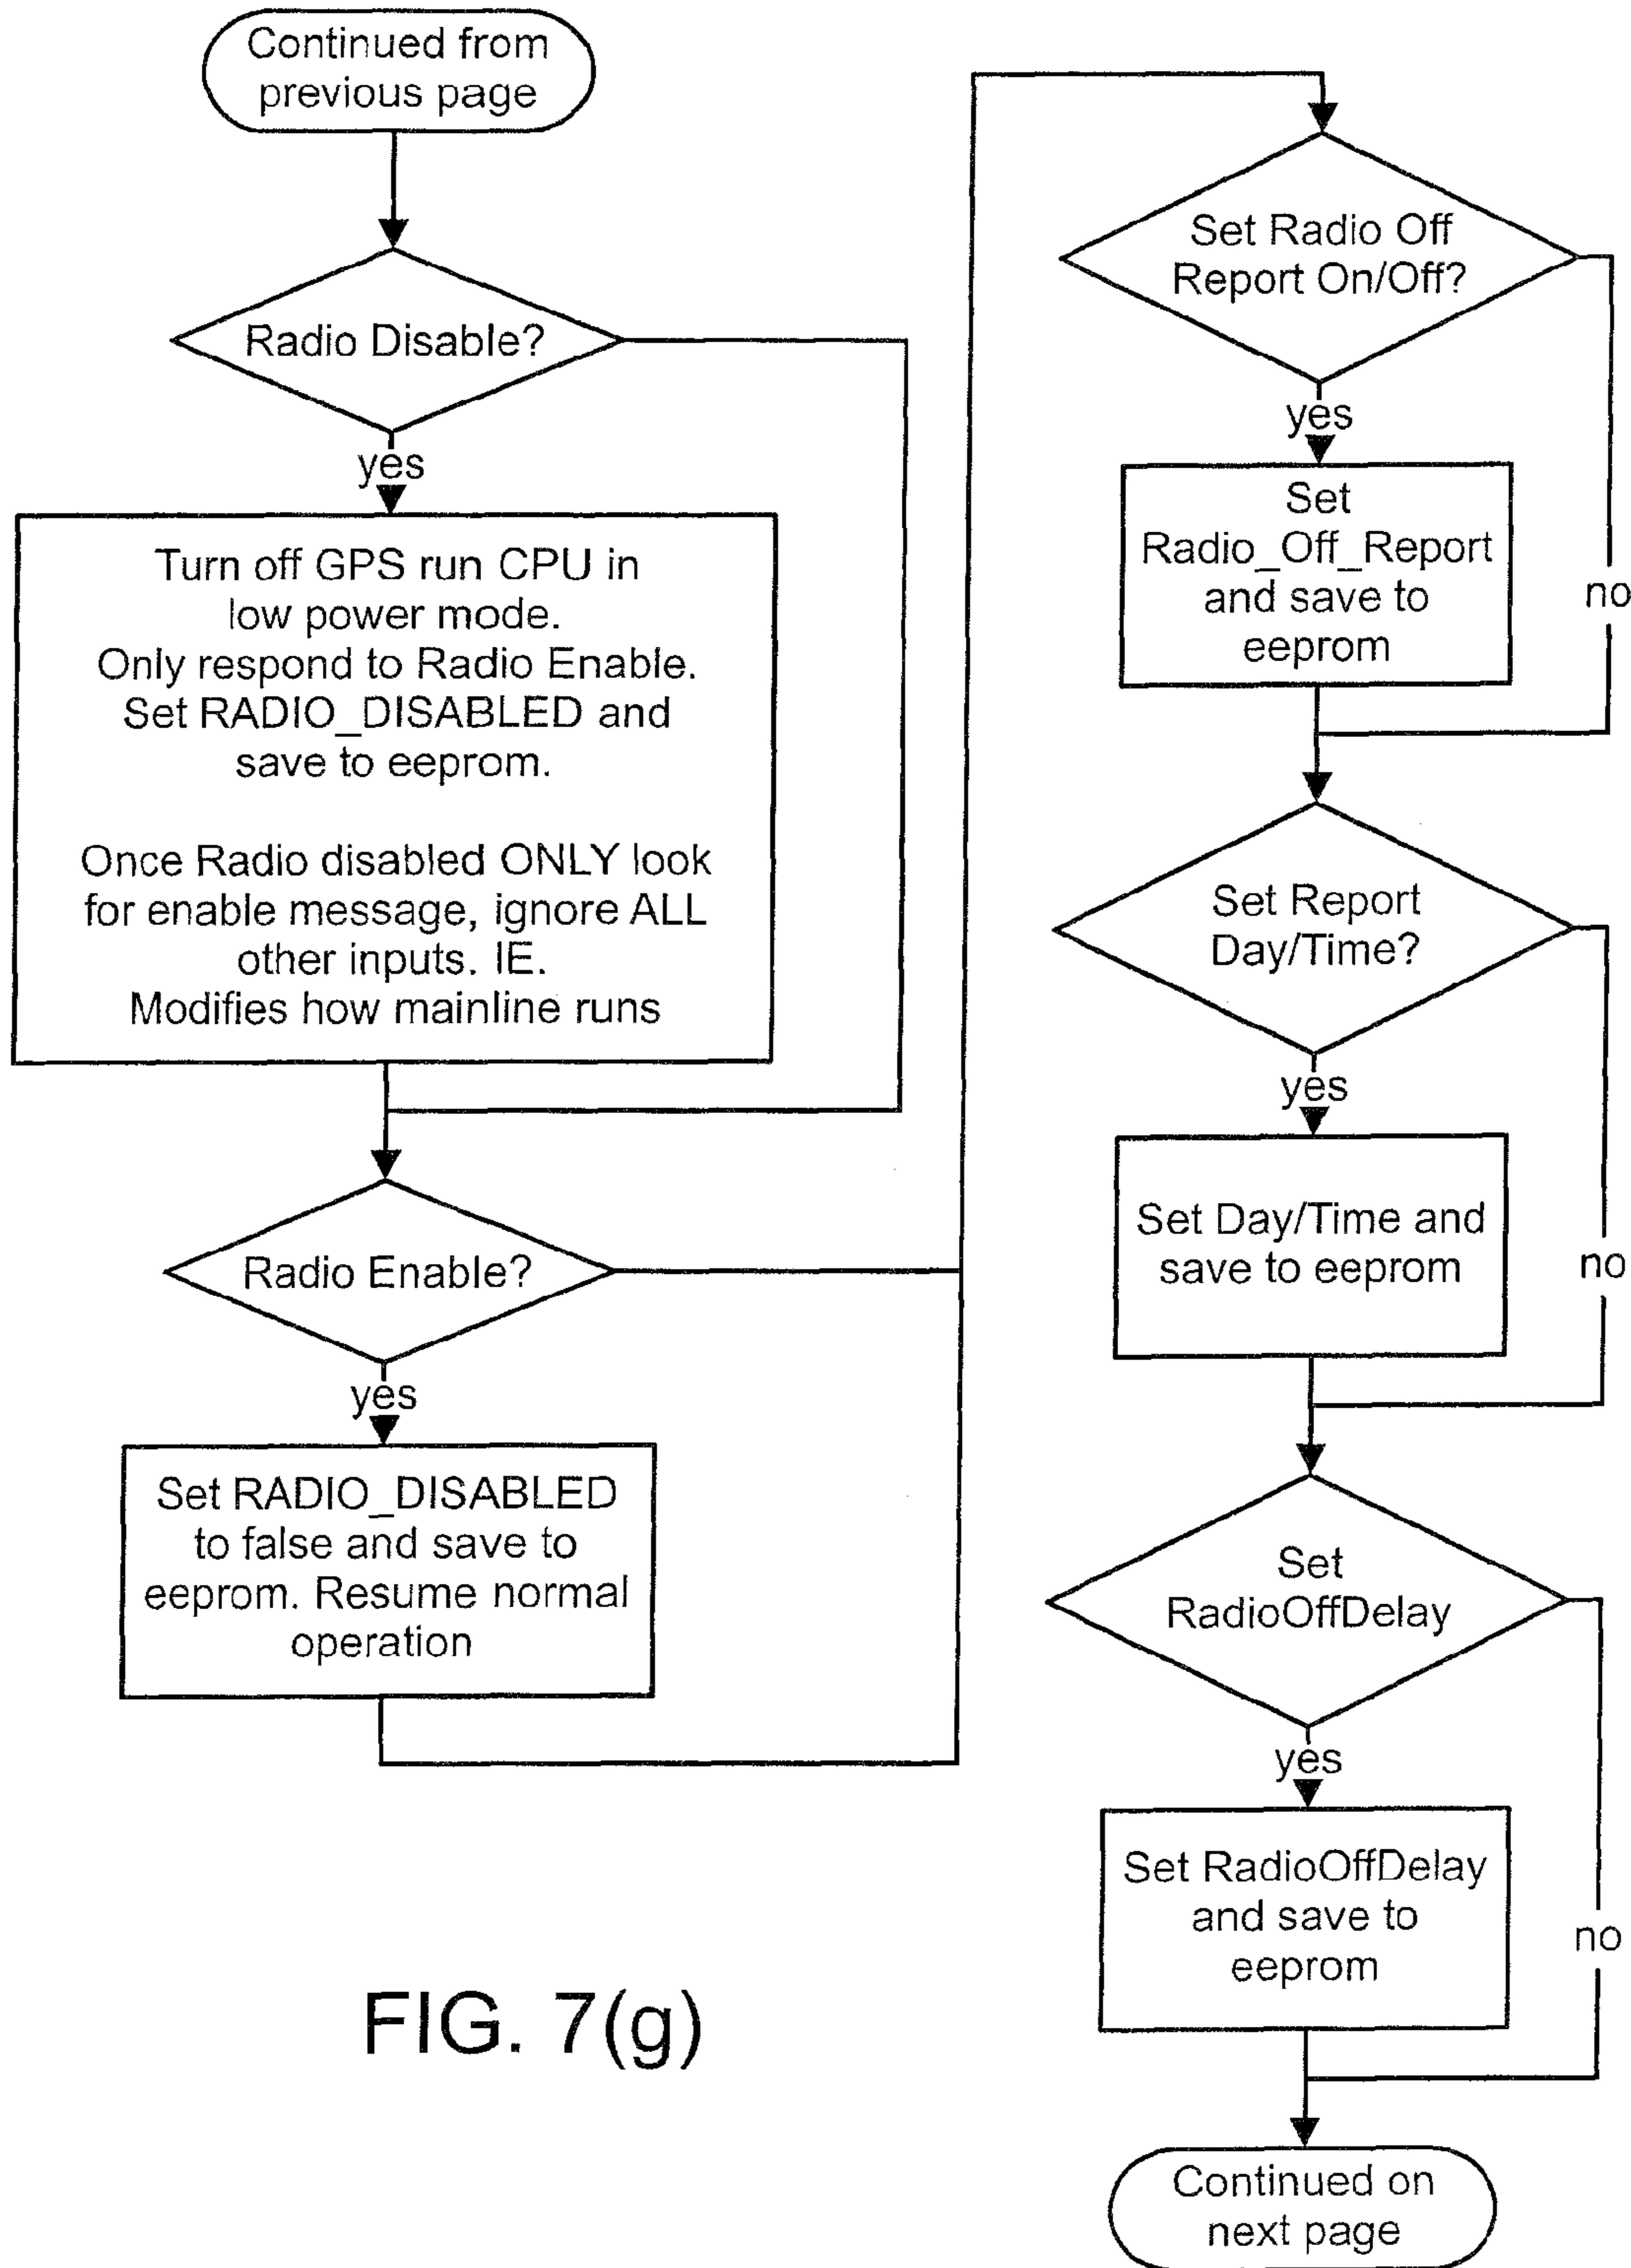 Continued from
previous page
Radio Disable?
yes
Turn off GPS run CPU in
low power mode.
Only respond to Radio Enable.
Set RADIO_DISABLED and
save to eeprom.
Once Radio disabled ONLY look
for enable message, ignore ALL
other inputs. IE.
Modifies how mainline runs
Radio Enable?
yes
Set RADIO_DISABLED
to false and save to
eeprom. Resume normal
operation
Set Radio Off
Report On/Off?
yes
Set
Radio_Off_Report
and save to
eeprom
no
Set Report
Day/Time?
yes
Set Day/Time and
save to eeprom
no
Set
RadioOffDelay
yes
Set RadioOffDelay
and save to
eeprom
no
Continued on
next page
FIG. 7(g)